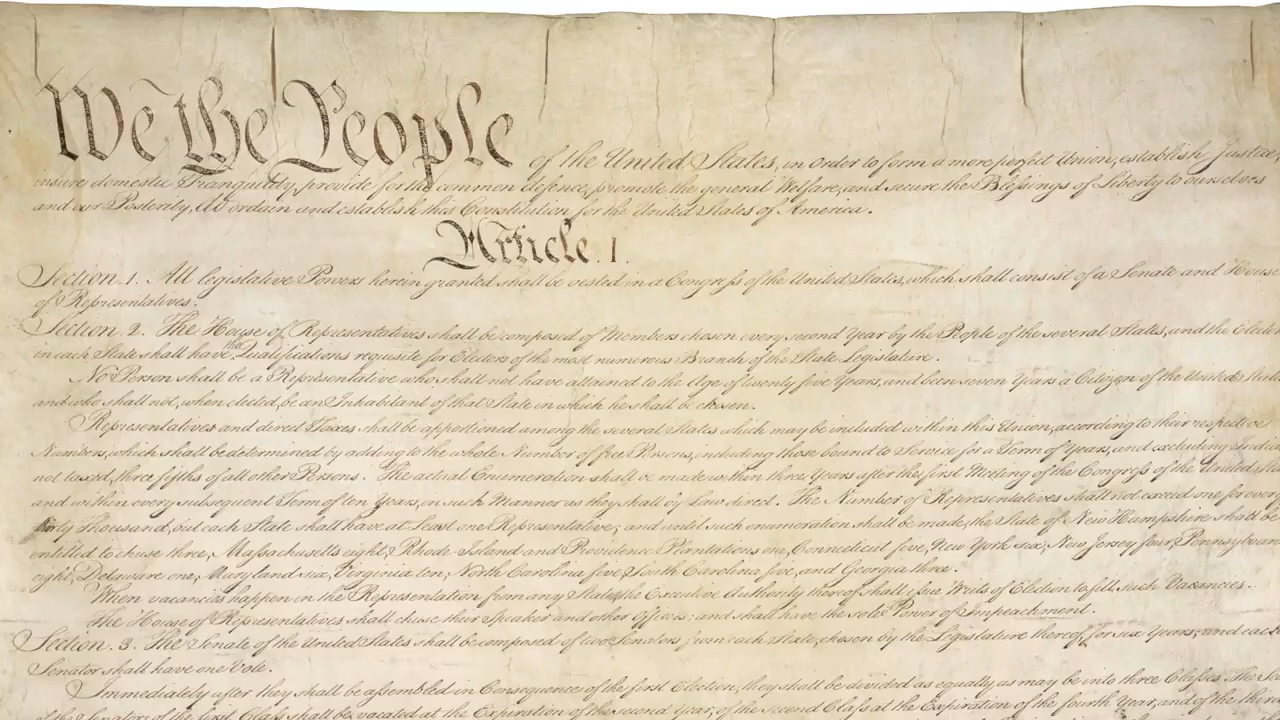 We the People of the United States, in Order to form a more perfect Union, establish Justice,
insure domestic Tranquility, provide for the common defence, promote the general Welfare, and secure the Blessings of Liberty to ourselves
and our Posterity, do ordain and establish this Constitution for the United States of America.
Article. I.
Section. 1. All legislative Powers herein granted shall be vested in a Congress of the United States, which shall consist of a Senate and House
of Representatives.
Section. 2. The House of Representatives shall be composed of Members chosen every second Year by the People of the several States, and the Elector
in each State shall have the Qualifications requisite for Electors of the most numerous Branch of the State Legislature.
No Person shall be a Representative who shall not have attained to the Age of twenty five Years, and been seven Years a Citizen of the United State
and who shall not, when elected, be an Inhabitant of that State in which he shall be chosen.
Representatives and direct Taxes shall be apportioned among the several States which may be included within this Union, according to their respective
Numbers, which shall be determined by adding to the whole Number of free Persons, including those bound to Service for a Term of Years, and excluding India
not taxed, three fifths of all other Persons. The actual Enumeration shall be made within three Years after the first Meeting of the Congress of the United Sta
and within every subsequent Term of ten Years, in such Manner as they shall by Law direct. The Number of Representatives shall not exceed one for ever
thirty Thousand, but each State shall have at Least one Representative; and until such enumeration shall be made, the State of New Hampshire shall be
entitled to chuse three, Massachusetts eight, Rhode-Island and Providence Plantations one, Connecticut five, New-York six, New Jersey four, Pennsylvan
eight, Delaware one, Maryland six, Virginia ten, North Carolina five, South Carolina five, and Georgia three.
When vacancies happen in the Representation from any State, the Executive Authority thereof shall issue Writs of Election to fill such Vacancies.
The House of Representatives shall chuse their Speaker and other Officers; and shall have the sole Power of Impeachment.
Section. 3. The Senate of the United States shall be composed of two Senators from each State, chosen by the Legislature thereof, for six Years; and each
Senator shall have one Vote.
Immediately after they shall be assembled in Consequence of the first Election, they shall be divided as equally as may be into three Classes. The Se
of the Senators of the first Class shall be vacated at the Expiration of the second Year, of the second Class at the Expiration of the fourth Year, and of the third